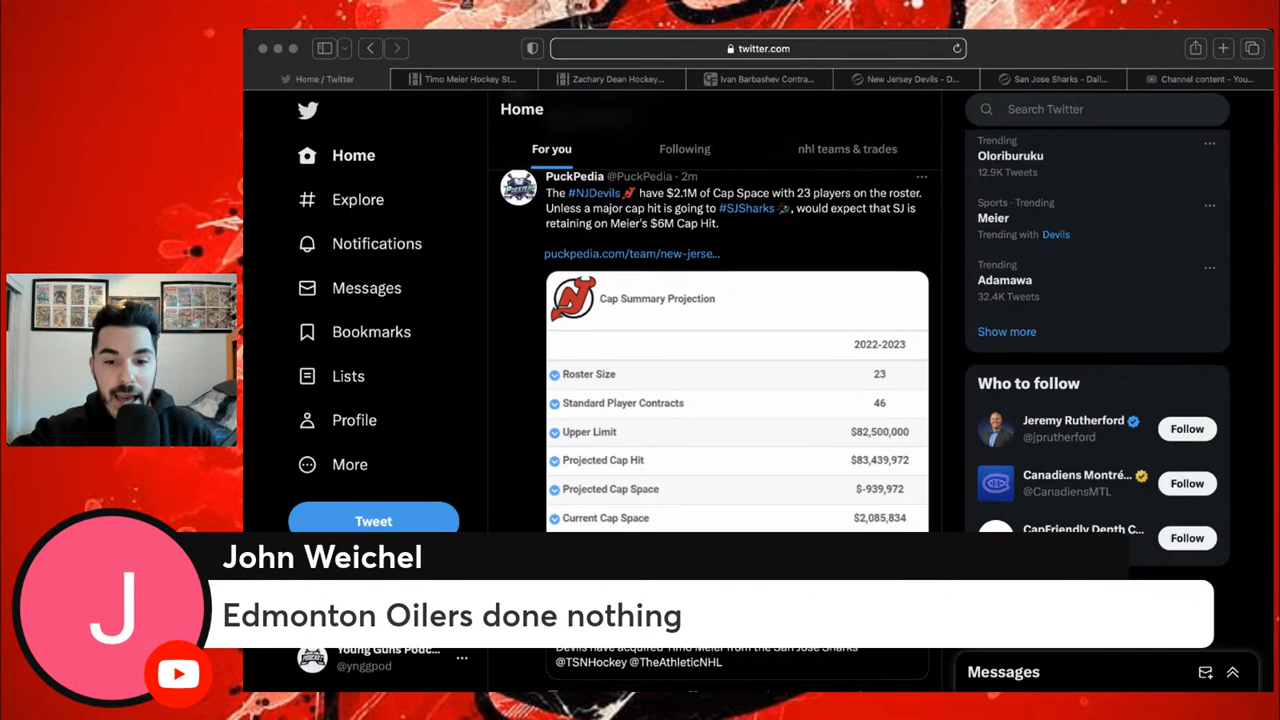 twitter.com
Home / Twitter
Timo Meier Hockey St...
Zachary Dean Hockey...
Ivan Barbashev Contra...
New Jersey Devils - D...
San Jose Sharks - Dail...
Channel content - You...
Home
Explore
Notifications
Messages
Bookmarks
Lists
Profile
More
Tweet
Young Guns Podc...
@ynggpod
Home
For you
Following
nhl teams & trades
PuckPedia @PuckPedia · 2m
The #NJDevils have $2.1M of Cap Space with 23 players on the roster.
Unless a major cap hit is going to #SJSharks, would expect that SJ is
retaining on Meier's $6M Cap Hit.
puckpedia.com/team/new-jerse...
Cap Summary Projection
2022-2023
Roster Size 23
Standard Player Contracts 46
Upper Limit $82,500,000
Projected Cap Hit $83,439,972
Projected Cap Space $-939,972
Current Cap Space $2,085,834
Devils have acquired Timo Meier from the San Jose Sharks
@TSNHockey @TheAthleticNHL
Search Twitter
Trending
Oloriburuku
12.9K Tweets
Sports · Trending
Meier
Trending with Devils
Trending
Adamawa
32.4K Tweets
Show more
Who to follow
Jeremy Rutherford
@jprutherford
Follow
Canadiens Montré...
@CanadiensMTL
Follow
CapFriendly Depth C...
Follow
Messages
J
John Weichel
Edmonton Oilers done nothing